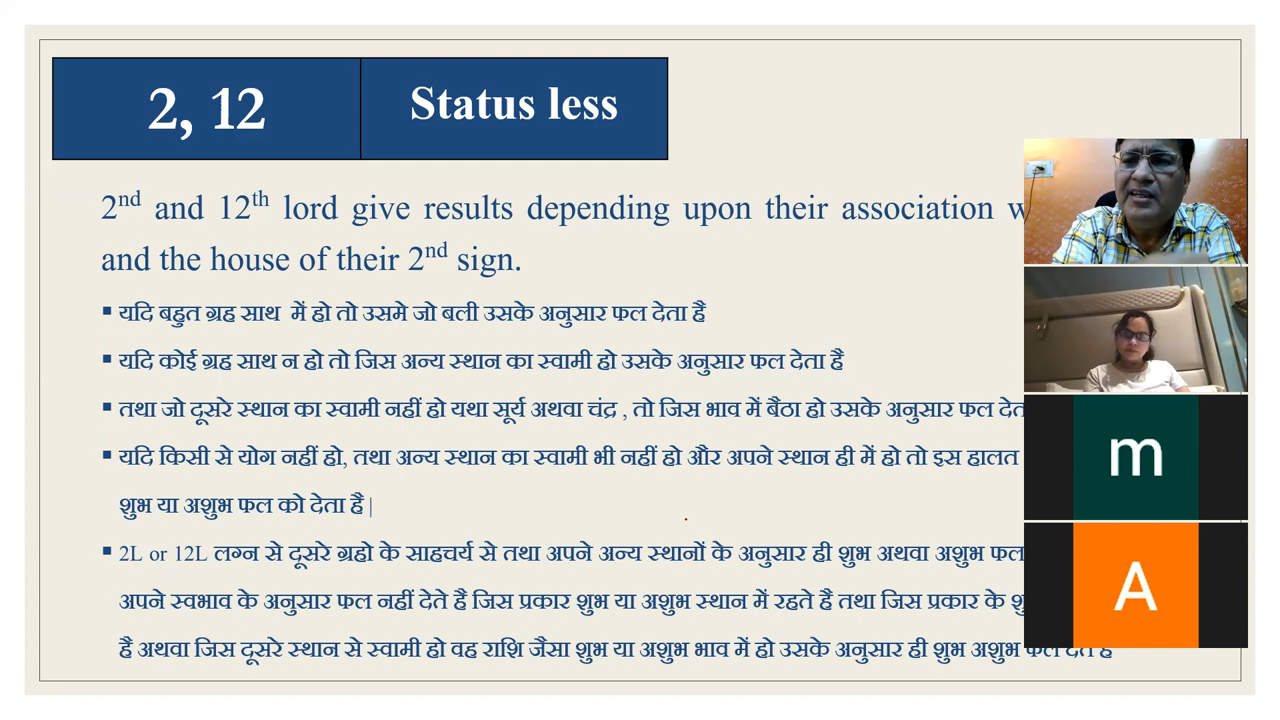 2, 12
Status less
2nd and 12th lord give results depending upon their association
and the house of their 2nd sign.
▪ यदि बहुत ग्रह साथ में हो तो उसमे जो बली उसके अनुसार फल देता है
▪ यदि कोई ग्रह साथ न हो तो जिस अन्य स्थान का स्वामी हो उसके अनुसार फल देता है
▪ तथा जो दूसरे स्थान का स्वामी नहीं हो यथा सूर्य अथवा चंद्र , तो जिस भाव में बैठा हो उसके अनुसार फल
▪ यदि किसी से योग नहीं हो, तथा अन्य स्थान का स्वामी भी नहीं हो और अपने स्थान ही में हो तो इस हालत
शुभ या अशुभ फल को देता है |
▪ 2L or 12L लग्न से दूसरे ग्रहो के साहचर्य से तथा अपने अन्य स्थानों के अनुसार ही शुभ अथवा अशुभ फल
अपने स्वभाव के अनुसार फल नहीं देते है जिस प्रकार शुभ या अशुभ स्थान में रहते है तथा जिस प्रकार के
है अथवा जिस दूसरे स्थान से स्वामी हो वह राशि जैसा शुभ या अशुभ भाव में हो उसके अनुसार ही शुभ अशुभ फल देते है
m
A